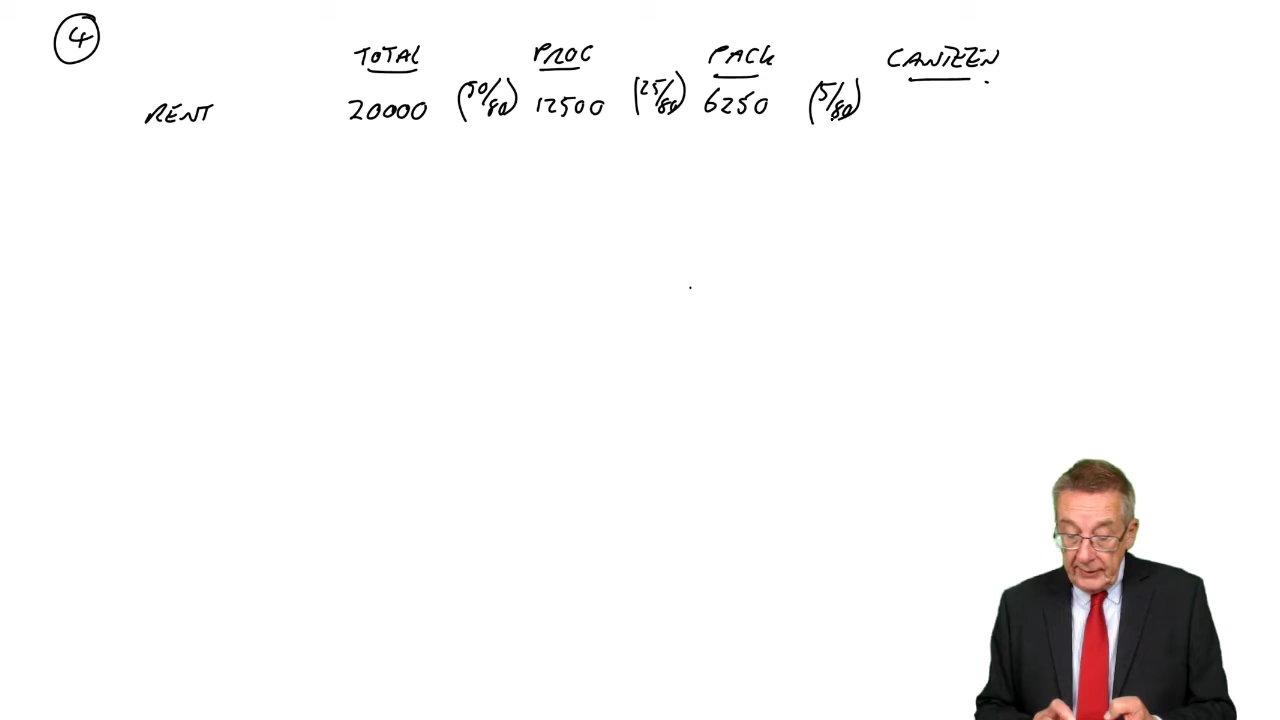 4
TOTAL PROC PACK CANTEEN
RENT 20000 (50/80) 12500 (25/80) 6250 (5/80)